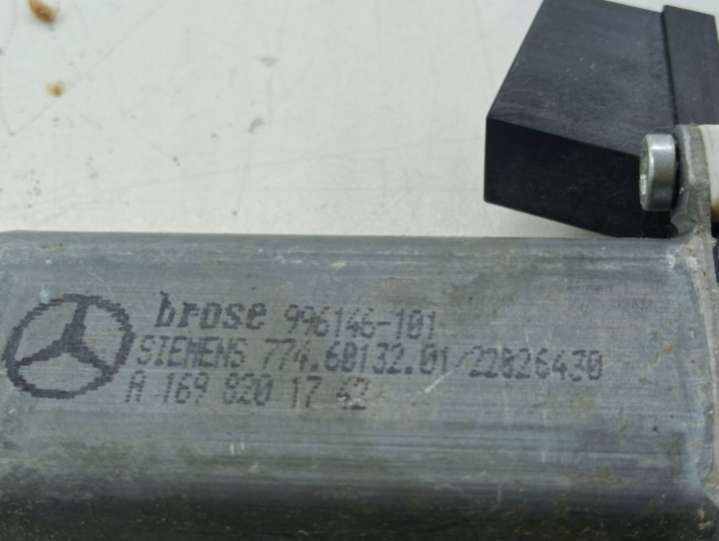 brose 996146-101
SIEMENS 774.60132.01/22026430
A 169 820 17 42